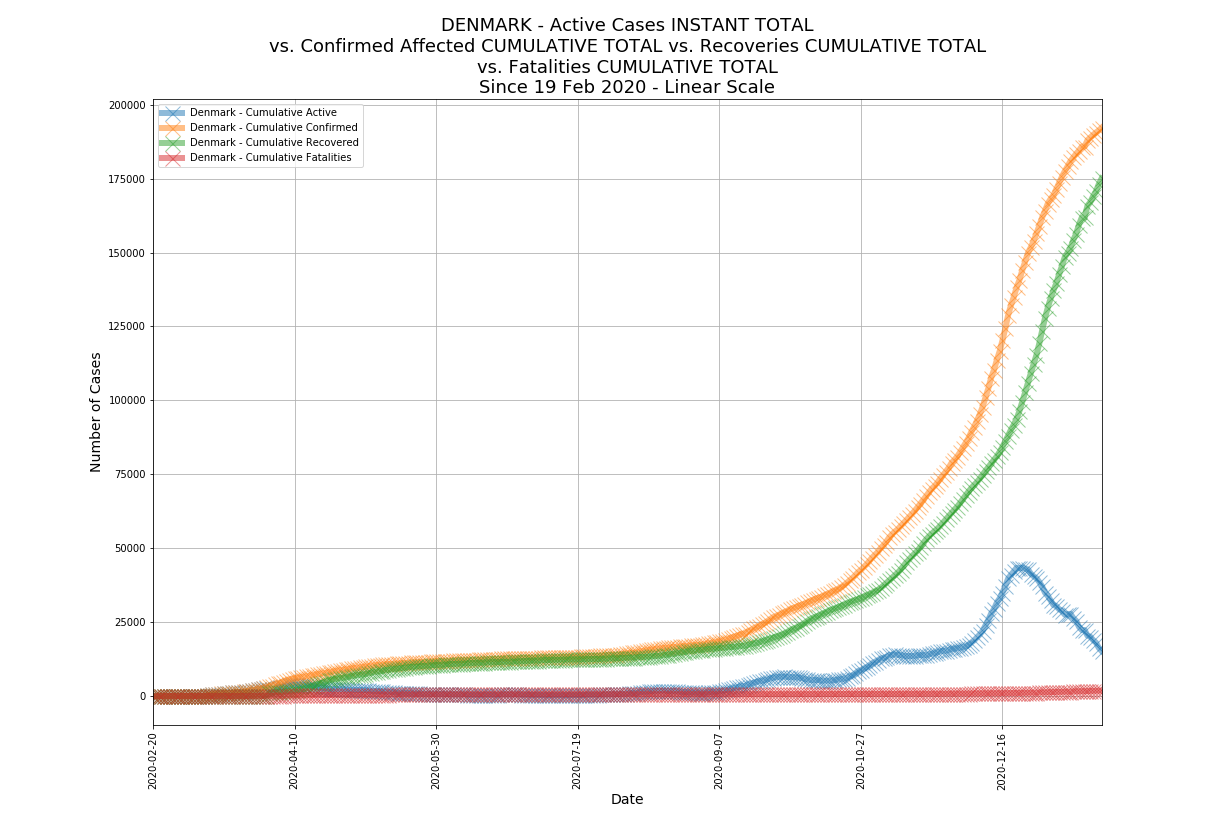 DENMARK - Active Cases INSTANT TOTAL
vs. Confirmed Affected CUMULATIVE TOTAL vs. Recoveries CUMULATIVE TOTAL
vs. Fatalities CUMULATIVE TOTAL
Since 19 Feb 2020 - Linear Scale
Denmark - Cumulative Active
Denmark - Cumulative Confirmed
Denmark - Cumulative Recovered
Denmark - Cumulative Fatalities
200000
175000
150000
125000
100000
75000
50000
25000
0
Number of Cases
2020-02-20
2020-04-10
2020-05-30
2020-07-19
2020-09-07
2020-10-27
2020-12-16
Date